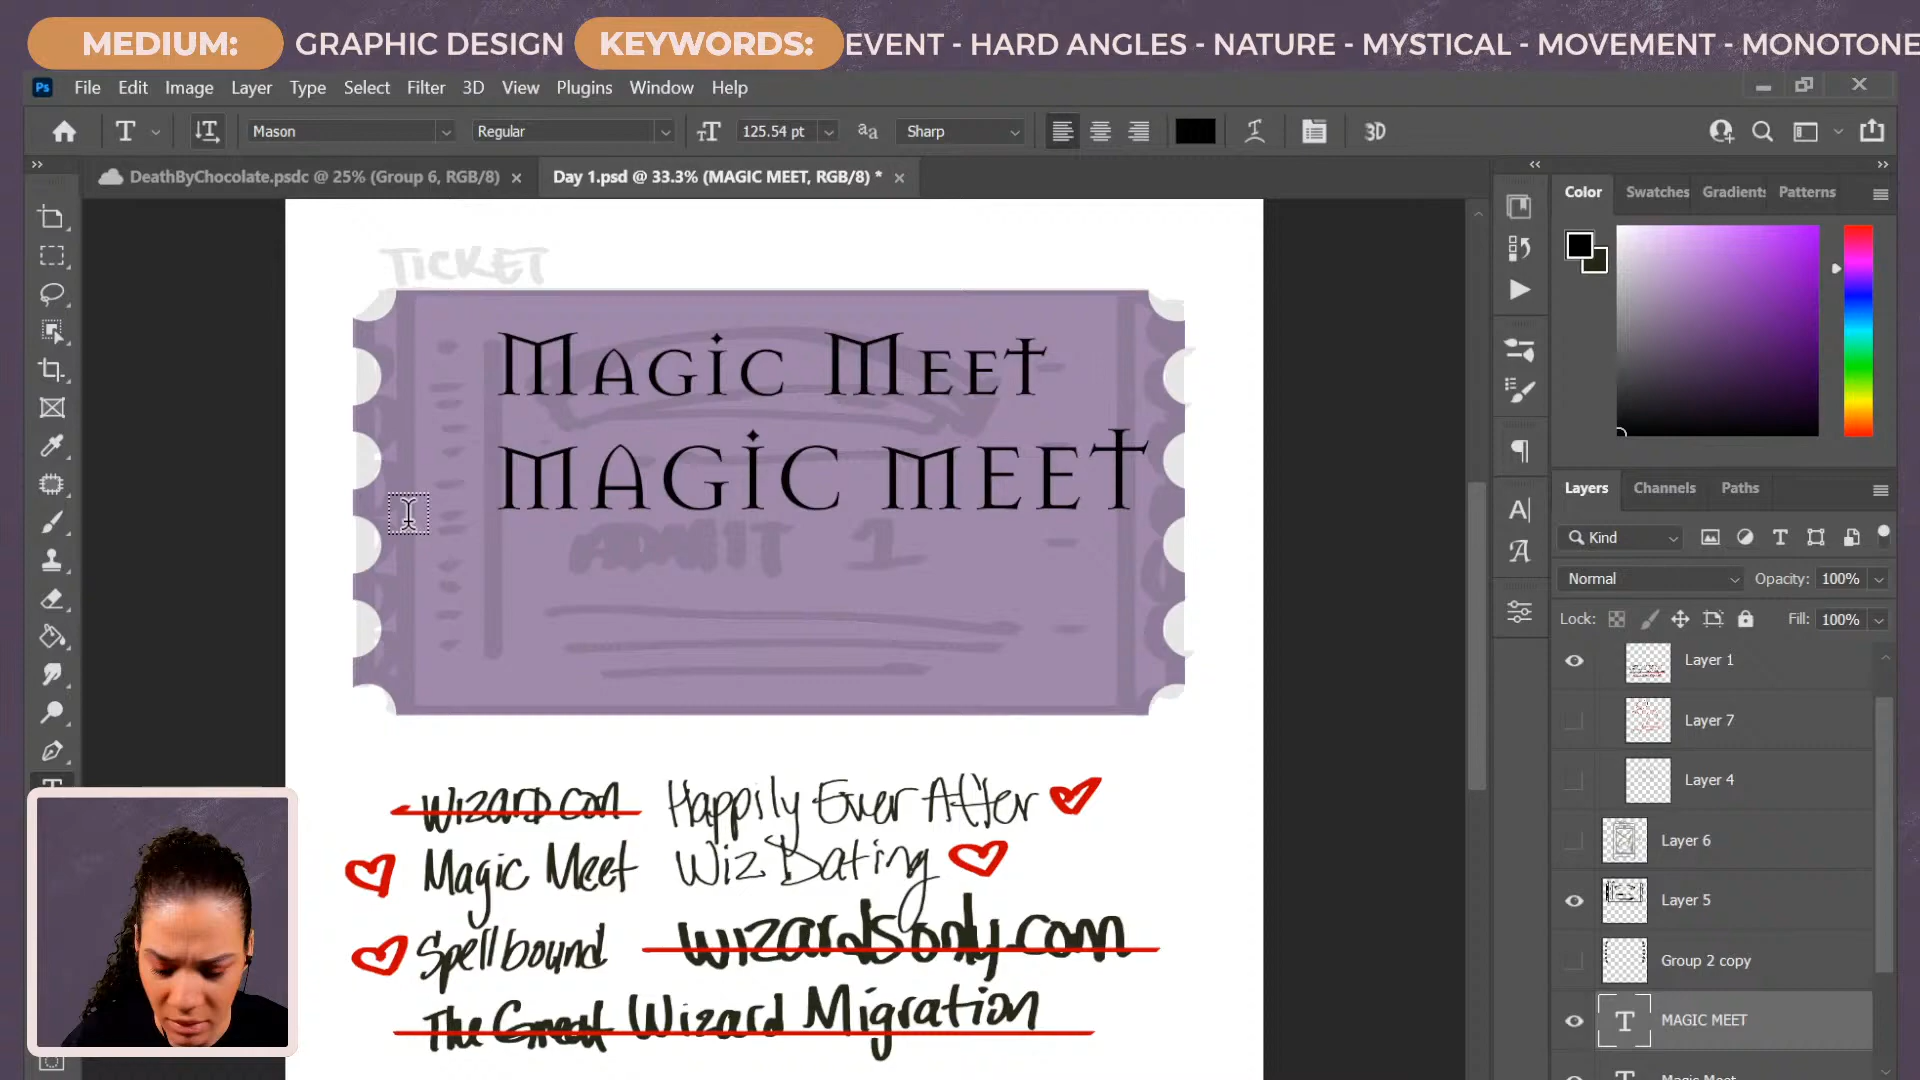 MEDIUM: GRAPHIC DESIGN KEYWORDS: EVENT - HARD ANGLES - NATURE - MYSTICAL - MOVEMENT - MONOTONE
Ps File Edit Image Layer Type Select Filter 3D View Plugins Window Help
T Mason Regular 125.54 pt Sharp 3D
DeathByChocolate.psdc @ 25% (Group 6, RGB/8) × Day 1.psd @ 33.3% (MAGIC MEET, RGB/8) * ×
Color Swatches Gradients Patterns
TICKET
Magic Meet
MAGIC MEET
ADMIT 1
Wizard con Happily Ever After
Magic Meet Wiz Dating
Spellbound wizardsonly.com
The Great Wizard Migration
Layers Channels Paths
Kind
Normal Opacity: 100%
Lock: Fill: 100%
Layer 1
Layer 7
Layer 4
Layer 6
Layer 5
Group 2 copy
T MAGIC MEET
Magic Meet